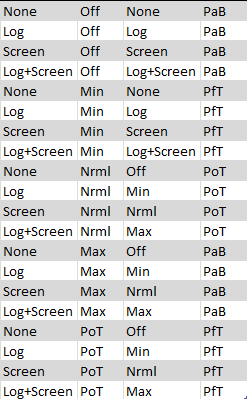 None Off None PaB
Log Off Log PaB
Screen Off Screen PaB
Log+Screen Off Log+Screen PaB
None Min None PfT
Log Min Log PfT
Screen Min Screen PfT
Log+Screen Min Log+Screen PfT
None Nrml Off PoT
Log Nrml Min PoT
Screen Nrml Nrml PoT
Log+Screen Nrml Max PoT
None Max Off PaB
Log Max Min PaB
Screen Max Nrml PaB
Log+Screen Max Max PaB
None PoT Off PfT
Log PoT Min PfT
Screen PoT Nrml PfT
Log+Screen PoT Max PfT